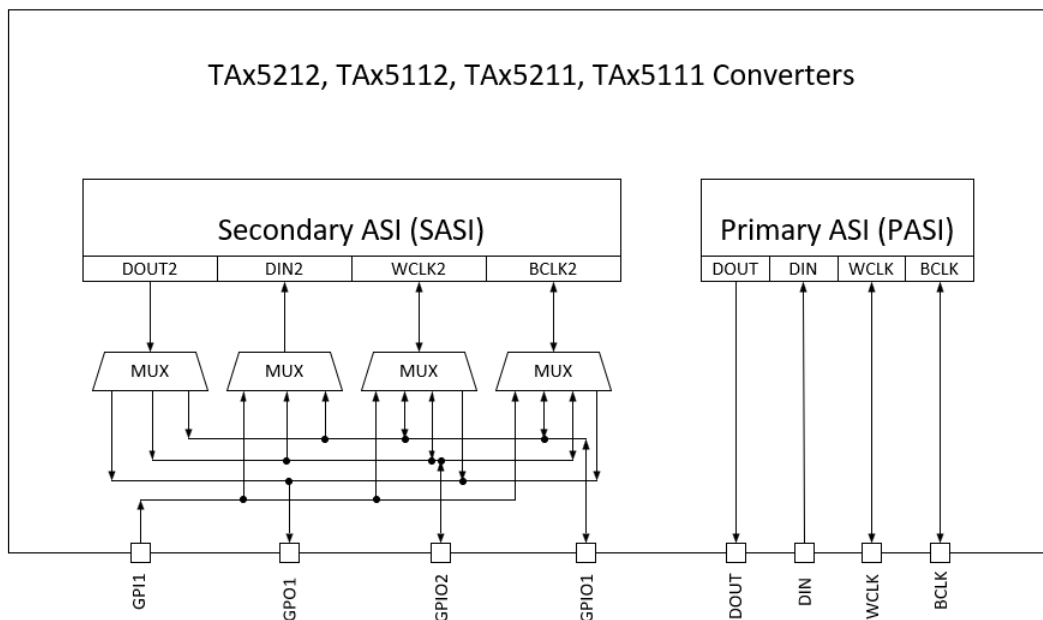 TAx5212, TAx5112, TAx5211, TAx5111 Converters
Secondary ASI (SASI)
DOUT2 DIN2 WCLK2 BCLK2
Primary ASI (PASI)
DOUT DIN WCLK BCLK
MUX MUX MUX MUX
GPI1 GPO1 GPIO2 GPIO1 DOUT DIN WCLK BCLK